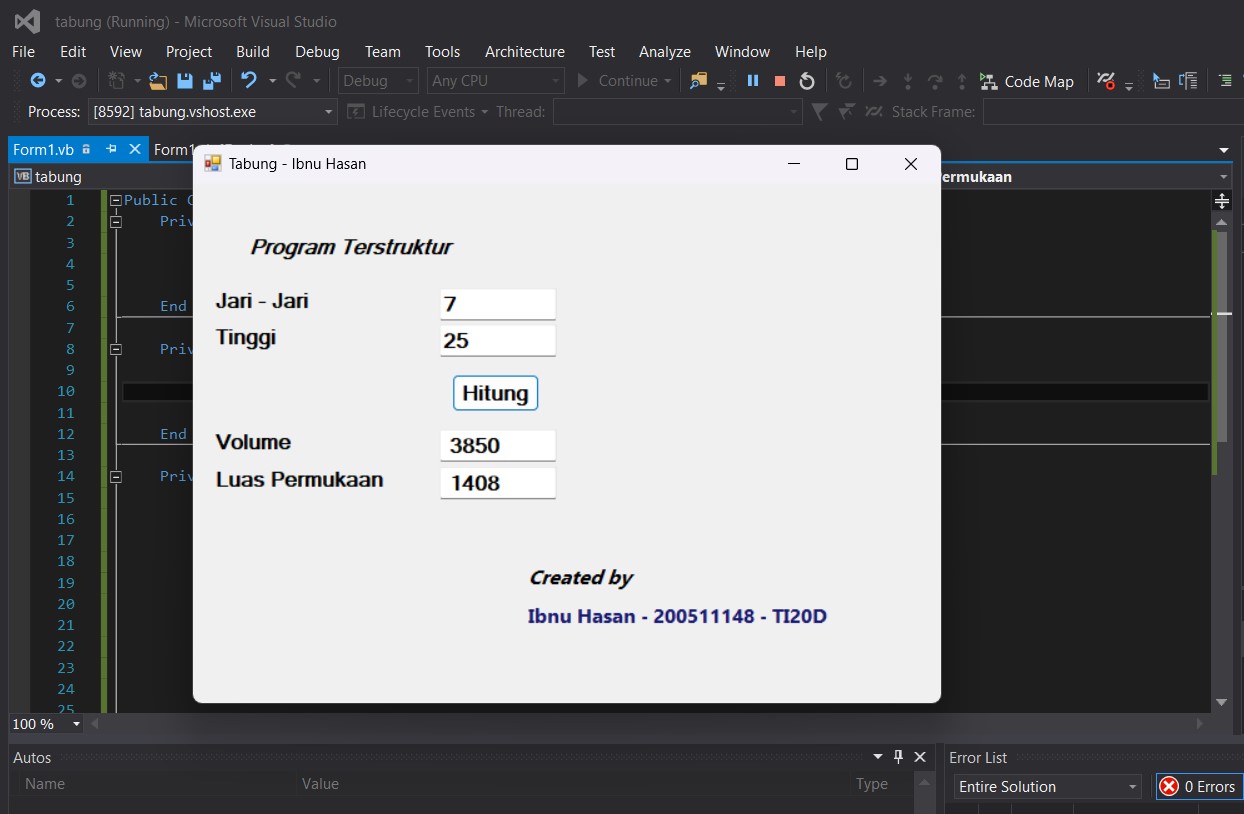 tabung (Running) - Microsoft Visual Studio
File Edit View Project Build Debug Team Tools Architecture Test Analyze Window Help
Debug Any CPU Continue Code Map
Process: [8592] tabung.vshost.exe Lifecycle Events Thread: Stack Frame:
Form1.vb Form1
Tabung - Ibnu Hasan
VB tabung
ermukaan
1 Public
2 Priv
3
4
5
6 End
7
8 Priv
9
10
11
12 End
13
14 Priv
15
16
17
18
19
20
21
22
23
24
25
Program Terstruktur
Jari - Jari 7
Tinggi 25
Hitung
Volume 3850
Luas Permukaan 1408
Created by
Ibnu Hasan - 200511148 - TI20D
100 %
Autos
Name Value Type
Error List
Entire Solution 0 Errors